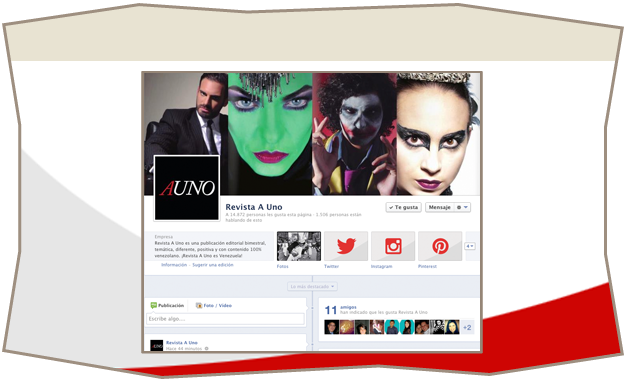 AUNO
Revista A Uno
A 14.872 personas les gusta esta página · 1.536 personas están
hablando de esto
✓ Te gusta
Mensaje
Empresa
Revista A Uno es una publicación editorial bimestral,
temática, diferente, positiva y con contenido 100%
venezolano. ¡Revista A Uno es Venezuela!
Información · Sugerir una edición
Fotos
Twitter
Instagram
Pinterest
4
Lo más destacado
Publicación
Foto / Vídeo
Escribe algo...
Revista A Uno
Hace 44 minutos
11
amigos
han indicado que les gusta Revista A Uno
+2